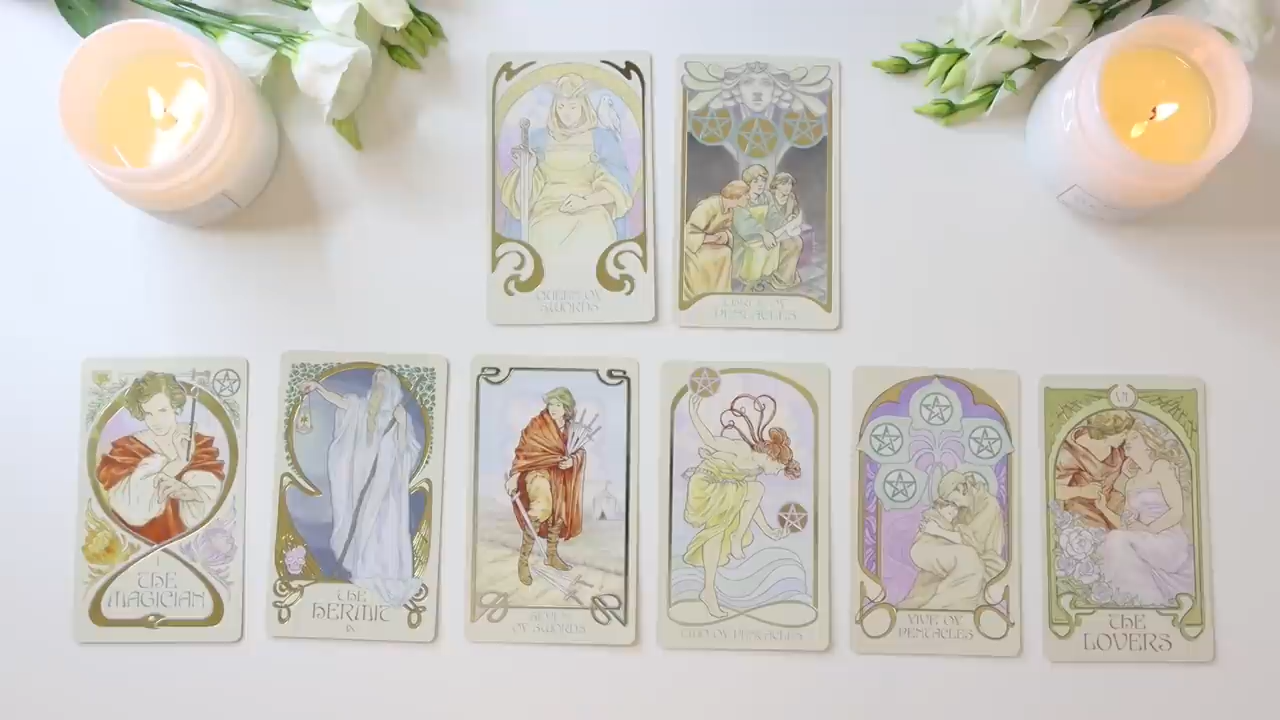 QUEEN OF
SWORDS
THREE OF
PENTACLES
I
THE
MAGICIAN
THE
HERMIT
IX
SEVEN
OF SWORDS
TWO OF PENTACLES
FIVE OF
PENTACLES
VI
THE
LOVERS